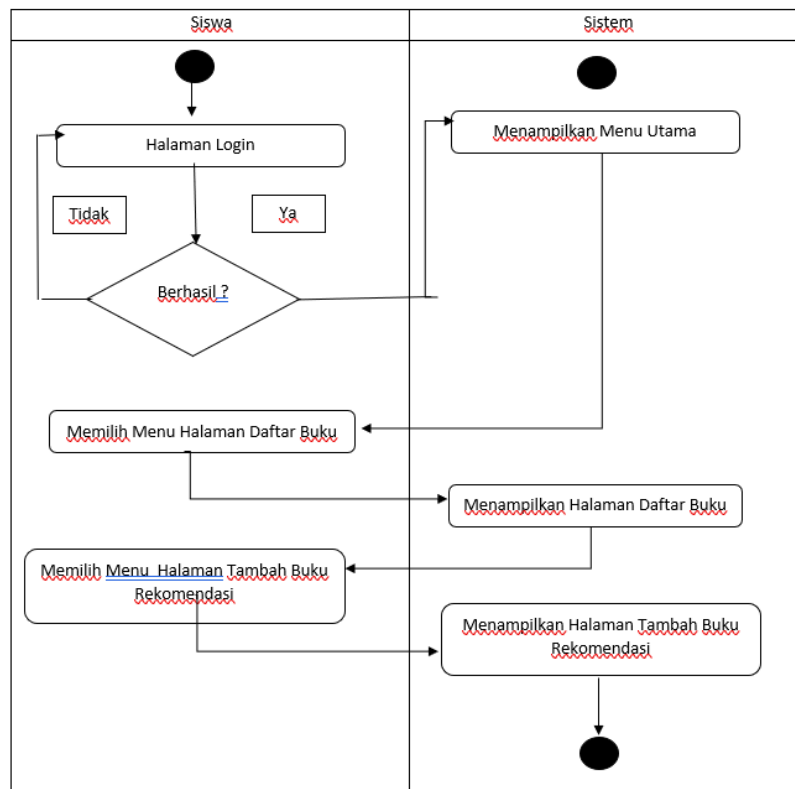 Siswa
Sistem
Halaman Login
Menampilkan Menu Utama
Tidak
Ya
Berhasil ?
Memilih Menu Halaman Daftar Buku
Menampilkan Halaman Daftar Buku
Memilih Menu Halaman Tambah Buku
Rekomendasi
Menampilkan Halaman Tambah Buku
Rekomendasi